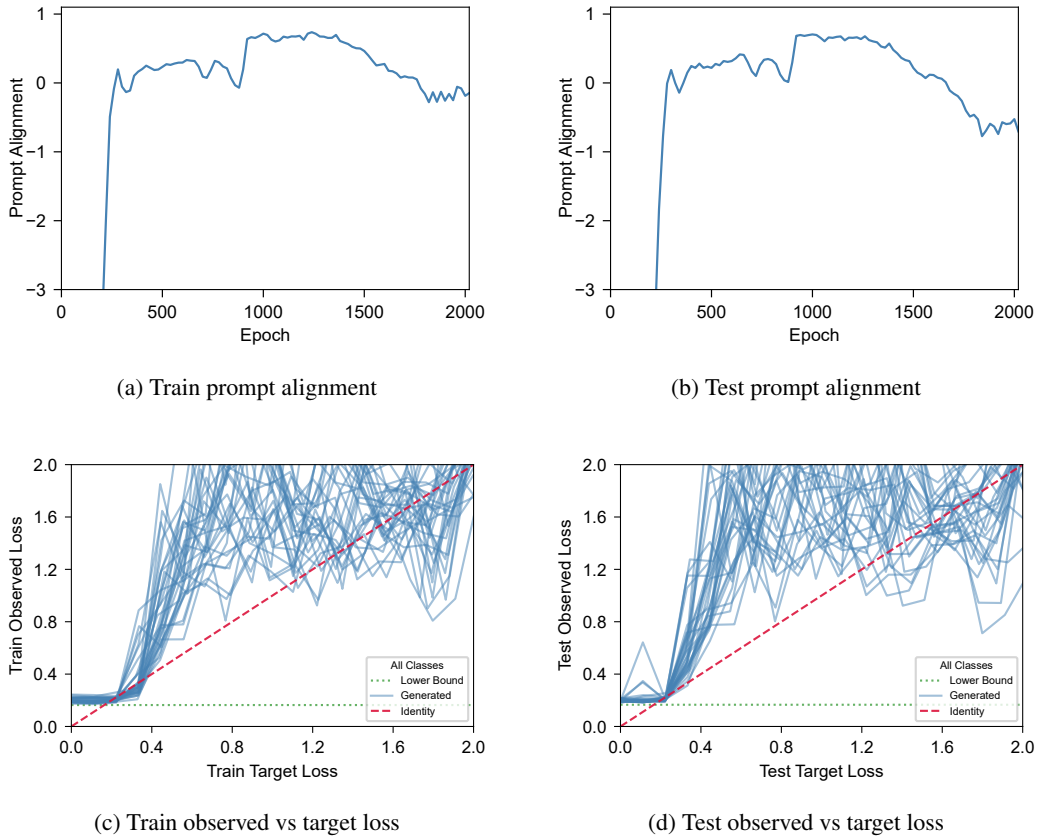 1
0
−1
−2
−3
Prompt Alignment
0 500 1000 1500 2000
Epoch
(a) Train prompt alignment
1
0
−1
−2
−3
Prompt Alignment
0 500 1000 1500 2000
Epoch
(b) Test prompt alignment
2.0
1.6
1.2
0.8
0.4
0.0
Train Observed Loss
All Classes
Lower Bound
Generated
Identity
0.0 0.4 0.8 1.2 1.6 2.0
Train Target Loss
(c) Train observed vs target loss
2.0
1.6
1.2
0.8
0.4
0.0
Test Observed Loss
All Classes
Lower Bound
Generated
Identity
0.0 0.4 0.8 1.2 1.6 2.0
Test Target Loss
(d) Test observed vs target loss